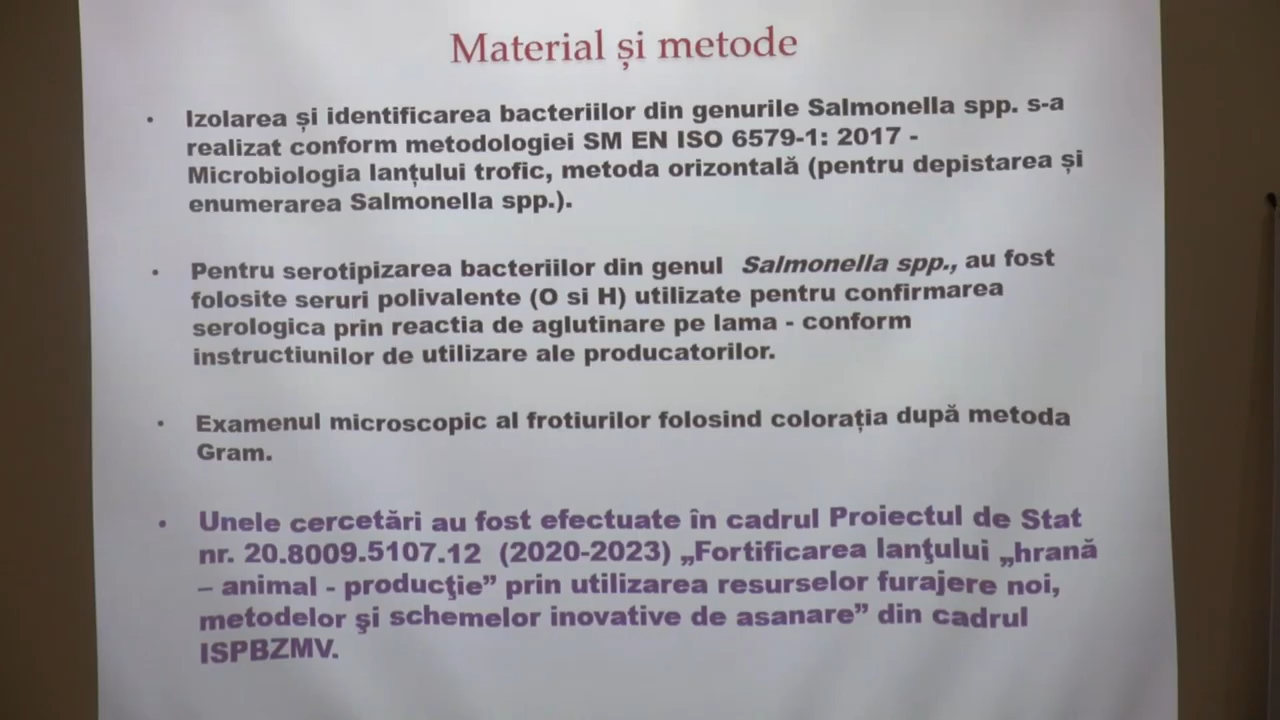 Material și metode
• Izolarea și identificarea bacteriilor din genurile Salmonella spp. s-a
realizat conform metodologiei SM EN ISO 6579-1: 2017 -
Microbiologia lanțului trofic, metoda orizontală (pentru depistarea și
enumerarea Salmonella spp.).
• Pentru serotipizarea bacteriilor din genul Salmonella spp., au fost
folosite seruri polivalente (O si H) utilizate pentru confirmarea
serologica prin reactia de aglutinare pe lama - conform
instructiunilor de utilizare ale producatorilor.
• Examenul microscopic al frotiurilor folosind colorația după metoda
Gram.
• Unele cercetări au fost efectuate în cadrul Proiectul de Stat
nr. 20.8009.5107.12 (2020-2023) „Fortificarea lanţului „hrană
– animal - producţie” prin utilizarea resurselor furajere noi,
metodelor şi schemelor inovative de asanare” din cadrul
ISPBZMV.